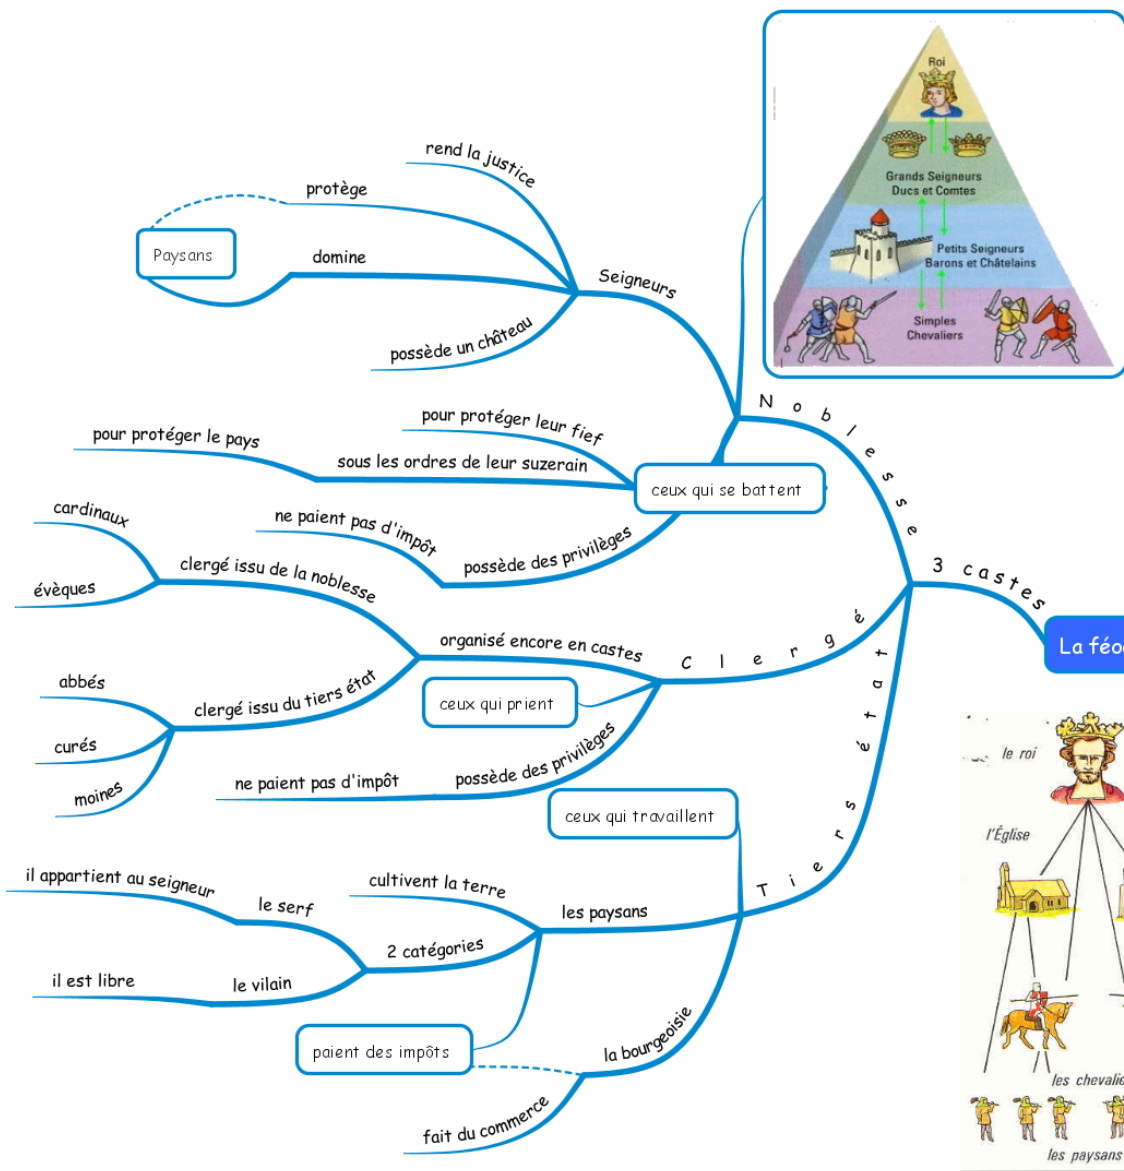 Roi
Grands Seigneurs
Ducs et Comtes
Petits Seigneurs
Barons et Châtelains
Simples
Chevaliers
rend la justice
protège
Paysans
domine
Seigneurs
possède un château
Noblesse
pour protéger leur fief
pour protéger le pays
sous les ordres de leur suzerain
ceux qui se battent
ne paient pas d'impôt
possède des privilèges
cardinaux
clergé issu de la noblesse
évèques
3 castes
La féo
organisé encore en castes
Clergé
abbés
clergé issu du tiers état
ceux qui prient
curés
moines
ne paient pas d'impôt
possède des privilèges
ceux qui travaillent
Tiers état
il appartient au seigneur
le serf
cultivent la terre
les paysans
2 catégories
il est libre
le vilain
paient des impôts
la bourgeoisie
fait du commerce
le roi
l'Église
les chevalie
les paysans